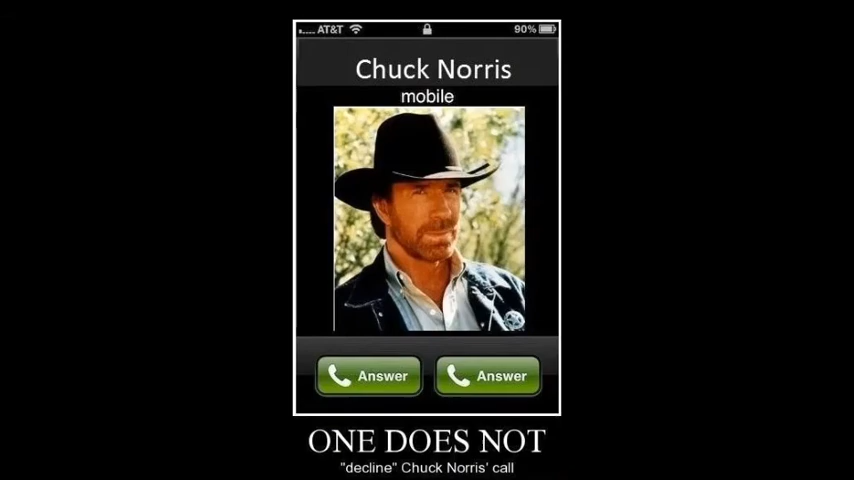 AT&T 90%
Chuck Norris
mobile
Answer Answer
ONE DOES NOT
"decline" Chuck Norris' call